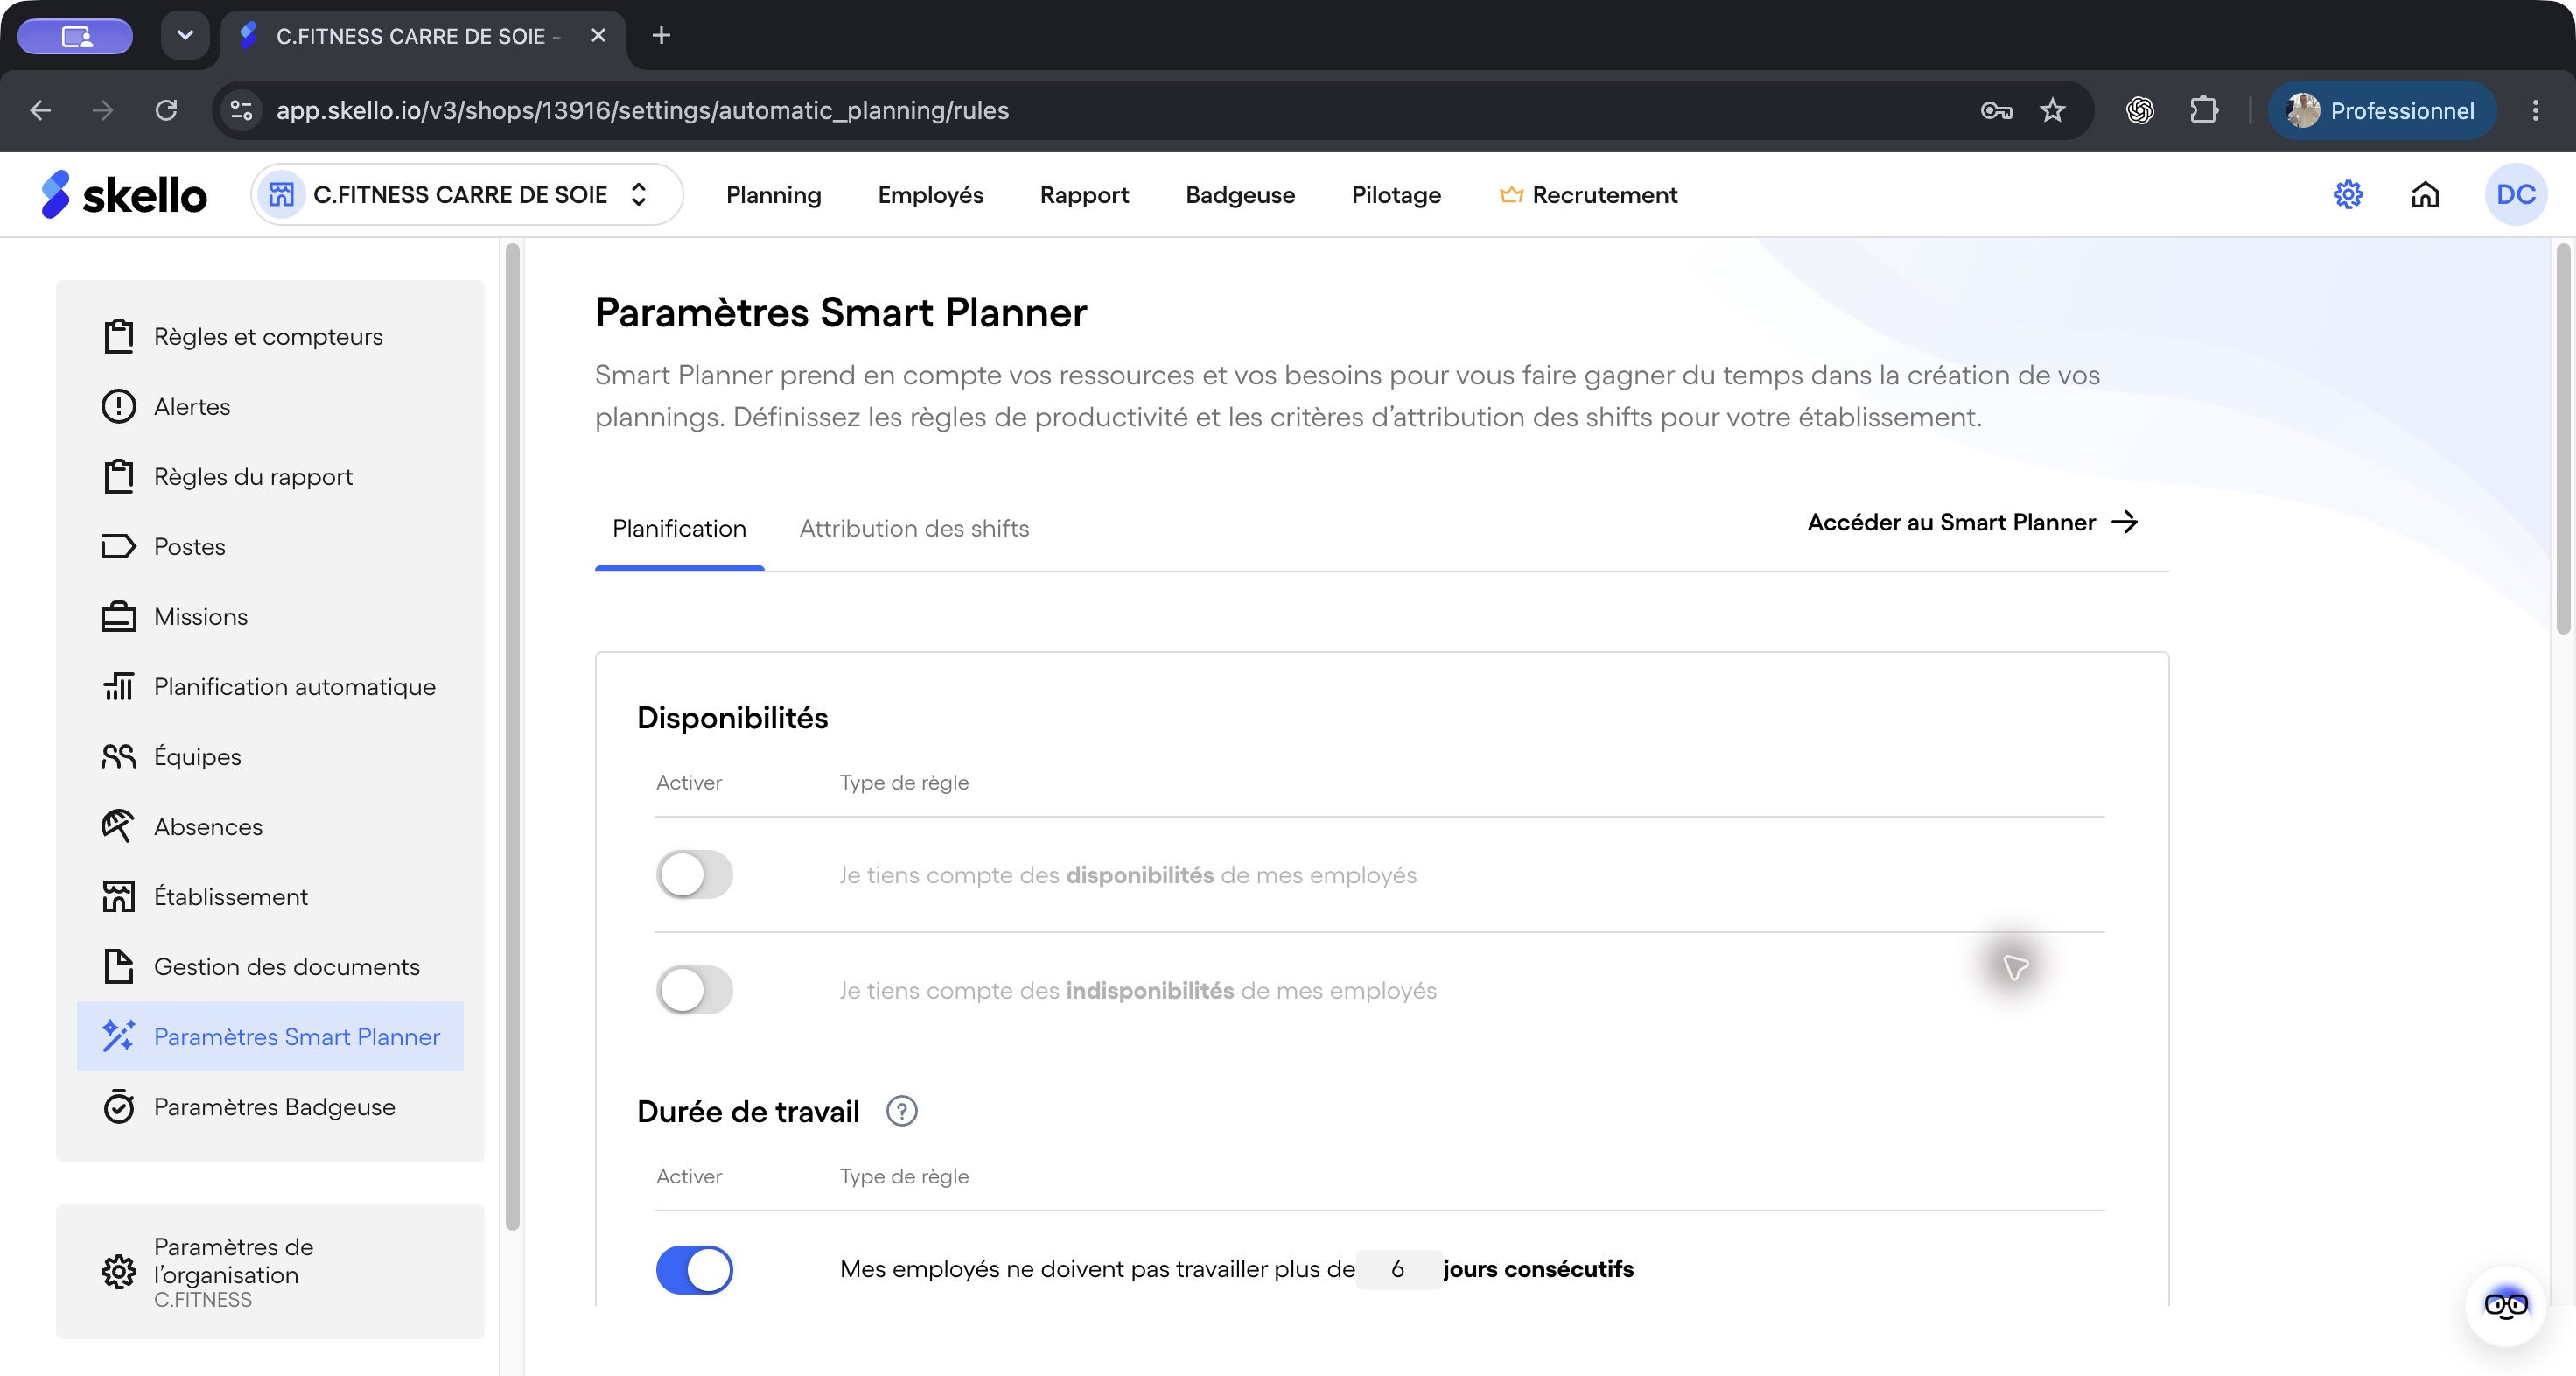 C.FITNESS CARRE DE SOIE -
app.skello.io/v3/shops/13916/settings/automatic_planning/rules
Professionnel
skello
C.FITNESS CARRE DE SOIE
Planning
Employés
Rapport
Badgeuse
Pilotage
Recrutement
DC
Règles et compteurs
Alertes
Règles du rapport
Postes
Missions
Planification automatique
Équipes
Absences
Établissement
Gestion des documents
Paramètres Smart Planner
Paramètres Badgeuse
Paramètres de
l’organisation
C.FITNESS
Paramètres Smart Planner
Smart Planner prend en compte vos ressources et vos besoins pour vous faire gagner du temps dans la création de vos
plannings. Définissez les règles de productivité et les critères d’attribution des shifts pour votre établissement.
Planification
Attribution des shifts
Accéder au Smart Planner
Disponibilités
Activer
Type de règle
Je tiens compte des disponibilités de mes employés
Je tiens compte des indisponibilités de mes employés
Durée de travail ?
Activer
Type de règle
Mes employés ne doivent pas travailler plus de 6 jours consécutifs